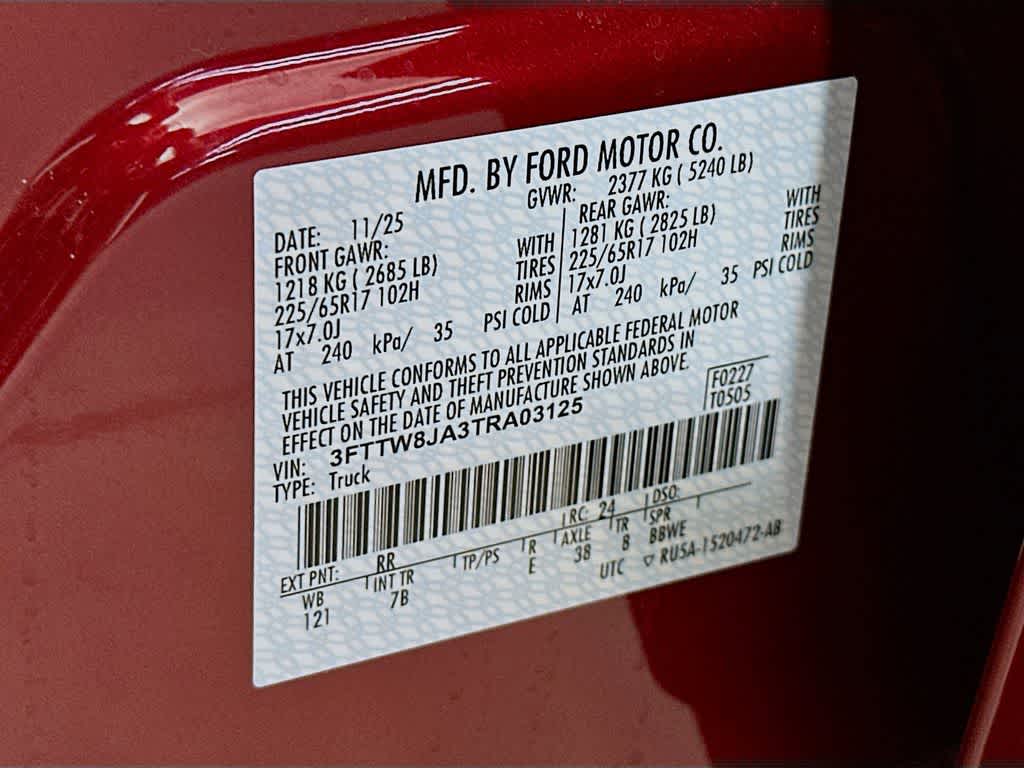 MFD. BY FORD MOTOR CO.
DATE: 11/25 GVWR: 2377 KG ( 5240 LB)
FRONT GAWR: REAR GAWR:
1218 KG ( 2685 LB) WITH 1281 KG ( 2825 LB) WITH
225/65R17 102H TIRES 225/65R17 102H TIRES
17x7.0J RIMS 17x7.0J RIMS
AT 240 kPa/ 35 PSI COLD AT 240 kPa/ 35 PSI COLD
THIS VEHICLE CONFORMS TO ALL APPLICABLE FEDERAL MOTOR
VEHICLE SAFETY AND THEFT PREVENTION STANDARDS IN
EFFECT ON THE DATE OF MANUFACTURE SHOWN ABOVE.
VIN: 3FTTW8JA3TRA03125 F0227
TYPE: Truck T0505
EXT PNT: RR RC: 24 DSO:
WB INT TR TP/PS R AXLE TR SPR
121 7B E 38 8 BBWE
UTC ▽ RU5A-1520472-AB